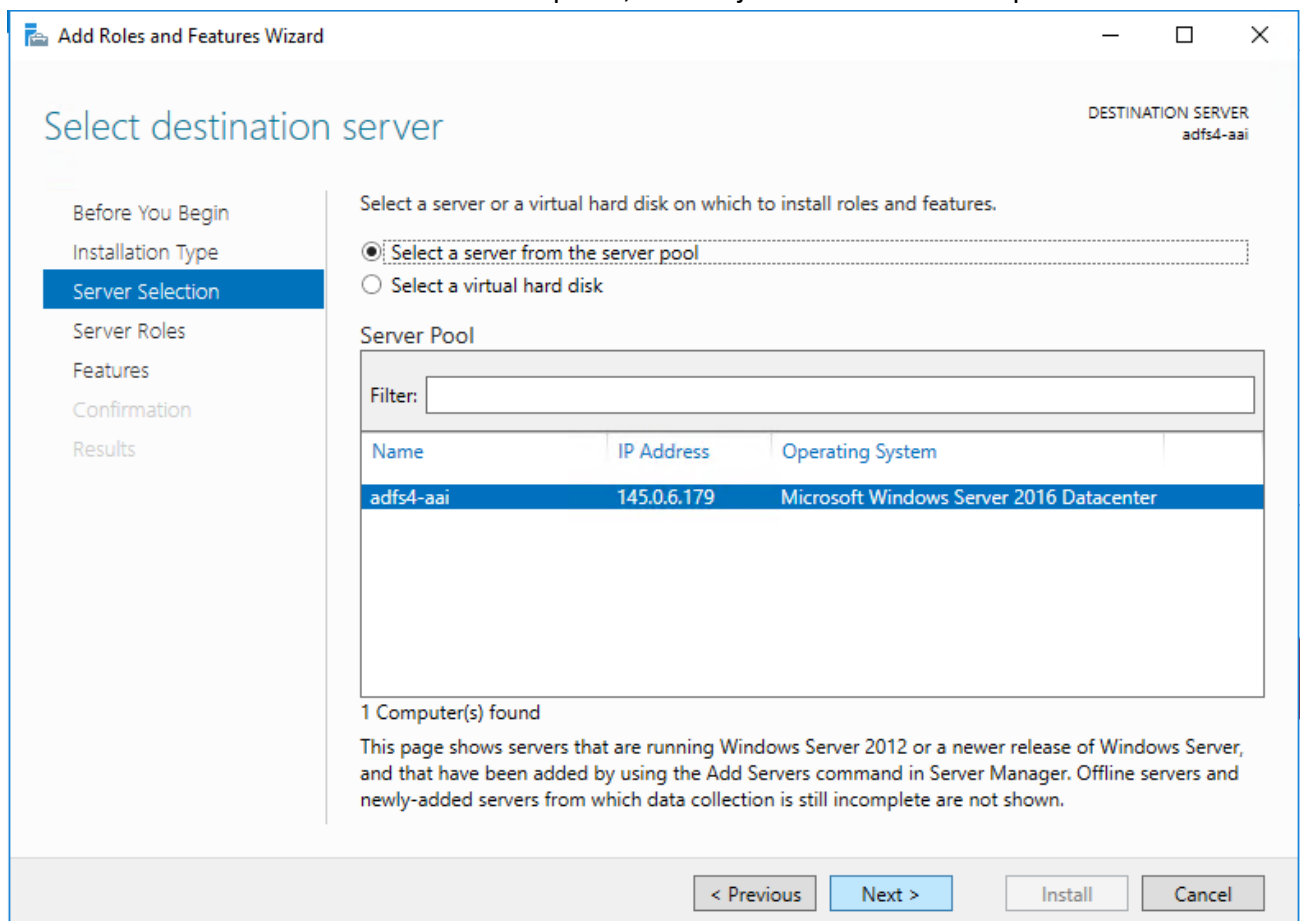 Add Roles and Features Wizard
Select destination server
DESTINATION SERVER
adfs4-aai
Before You Begin
Installation Type
Server Selection
Server Roles
Features
Confirmation
Results
Select a server or a virtual hard disk on which to install roles and features.
Select a server from the server pool
Select a virtual hard disk
Server Pool
Filter:
Name IP Address Operating System
adfs4-aai 145.0.6.179 Microsoft Windows Server 2016 Datacenter
1 Computer(s) found
This page shows servers that are running Windows Server 2012 or a newer release of Windows Server,
and that have been added by using the Add Servers command in Server Manager. Offline servers and
newly-added servers from which data collection is still incomplete are not shown.
< Previous Next > Install Cancel